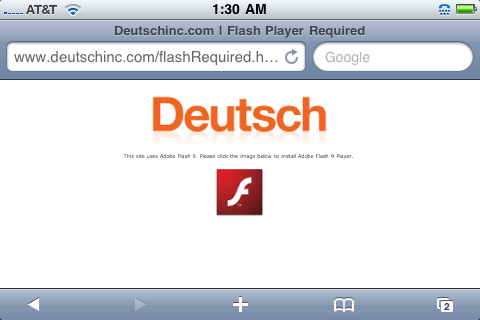 AT&T 1:30 AM
Deutschinc.com | Flash Player Required
www.deutschinc.com/flashRequired.h... Google
Deutsch
This site uses Adobe Flash 9. Please click the image below to install Adobe Flash 9 Player.
2